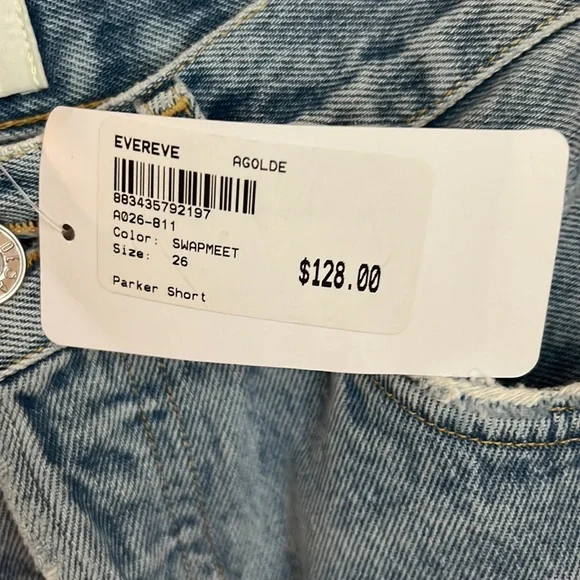 EVEREVE AGOLDE
883435792197
A026-811
Color: SWAPMEET
Size: 26
$128.00
Parker Short